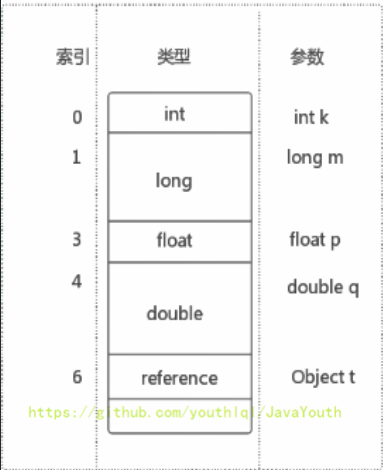 索引 类型 参数
0 int int k
1 long long m
3 float float p
4 double double q
6 reference Object t
https://github.com/youthlql/JavaYouth